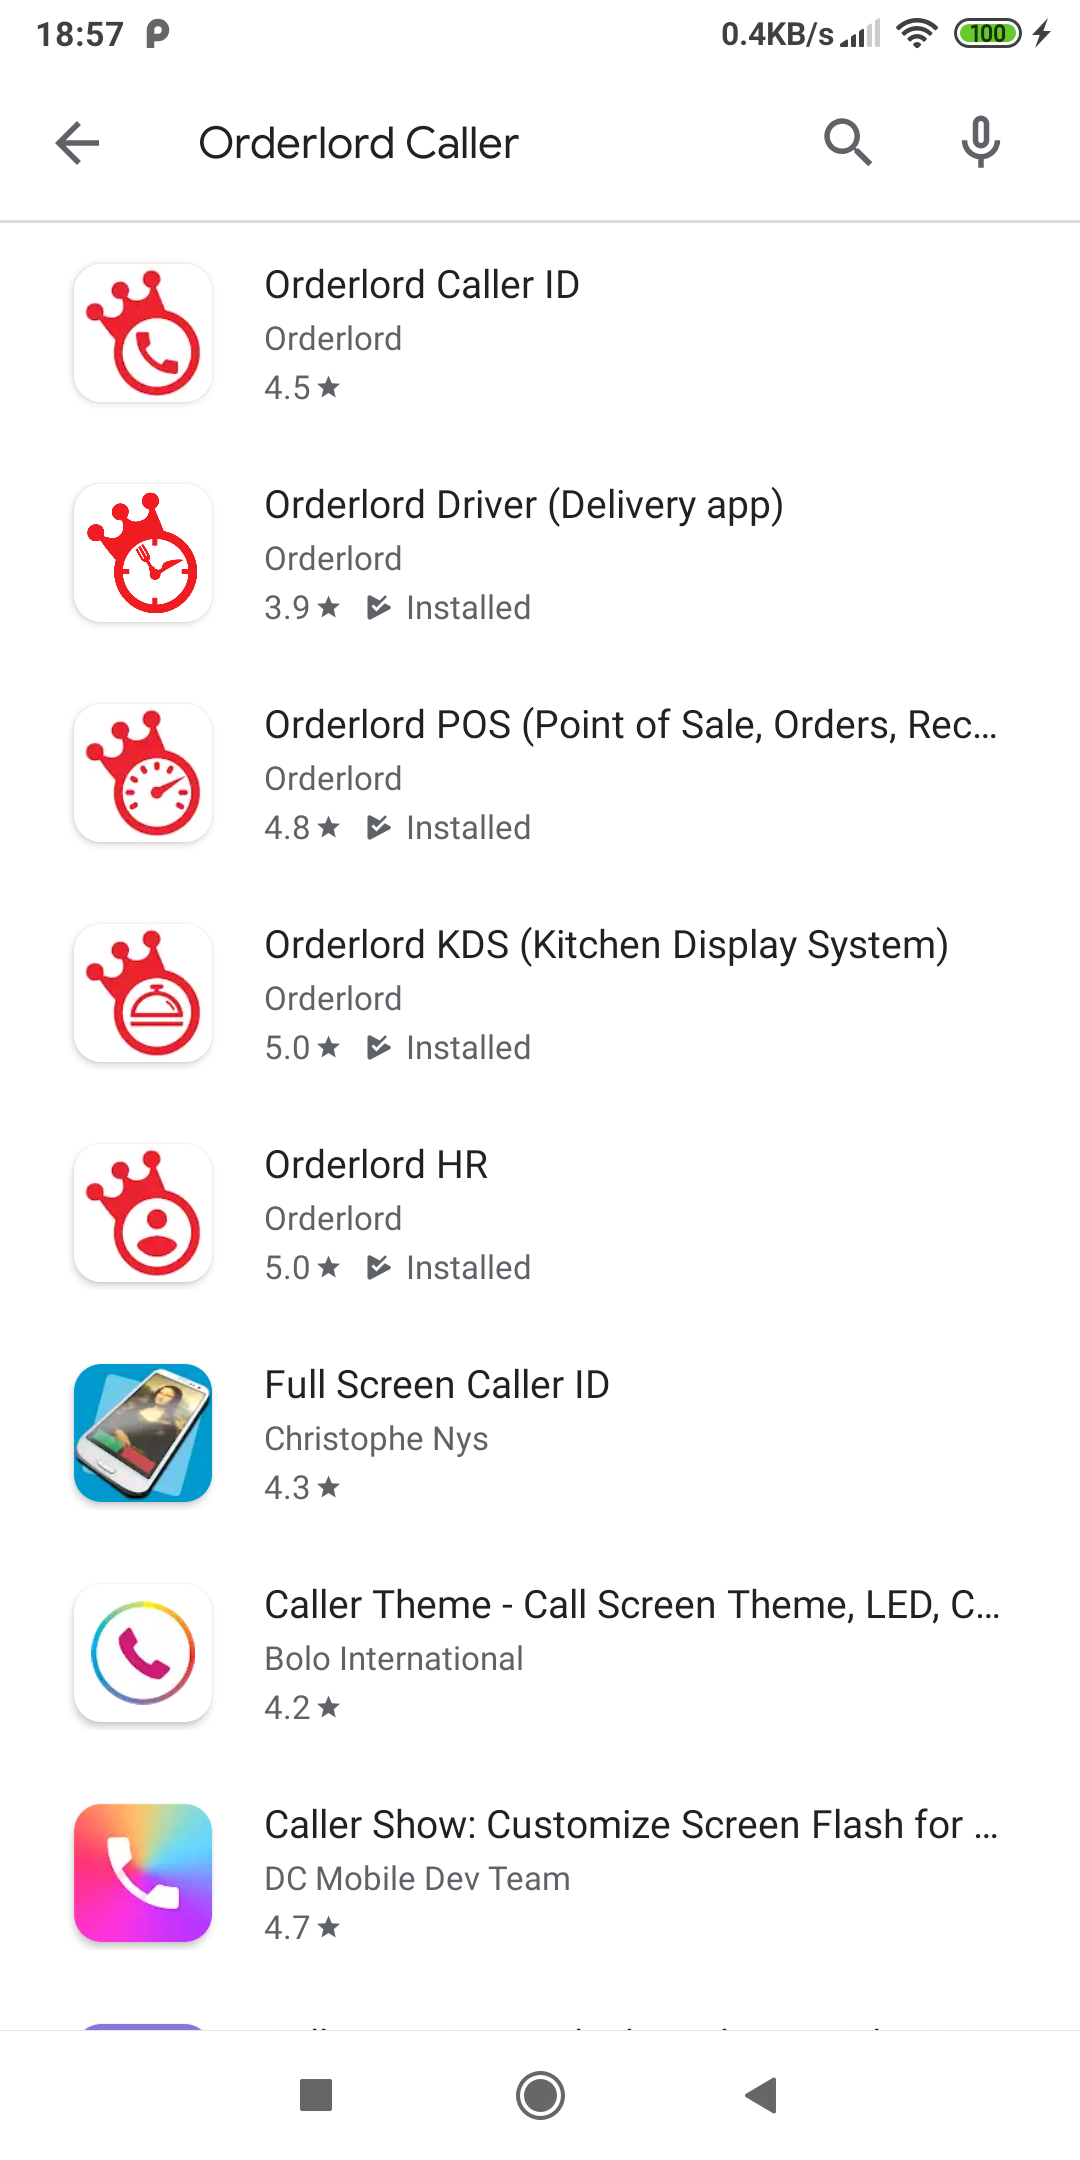 18:57
0.4KB/s
100
Orderlord Caller
Orderlord Caller ID
Orderlord
4.5★
Orderlord Driver (Delivery app)
Orderlord
3.9★ Installed
Orderlord POS (Point of Sale, Orders, Rec...
Orderlord
4.8★ Installed
Orderlord KDS (Kitchen Display System)
Orderlord
5.0★ Installed
Orderlord HR
Orderlord
5.0★ Installed
Full Screen Caller ID
Christophe Nys
4.3★
Caller Theme - Call Screen Theme, LED, C...
Bolo International
4.2★
Caller Show: Customize Screen Flash for ...
DC Mobile Dev Team
4.7★